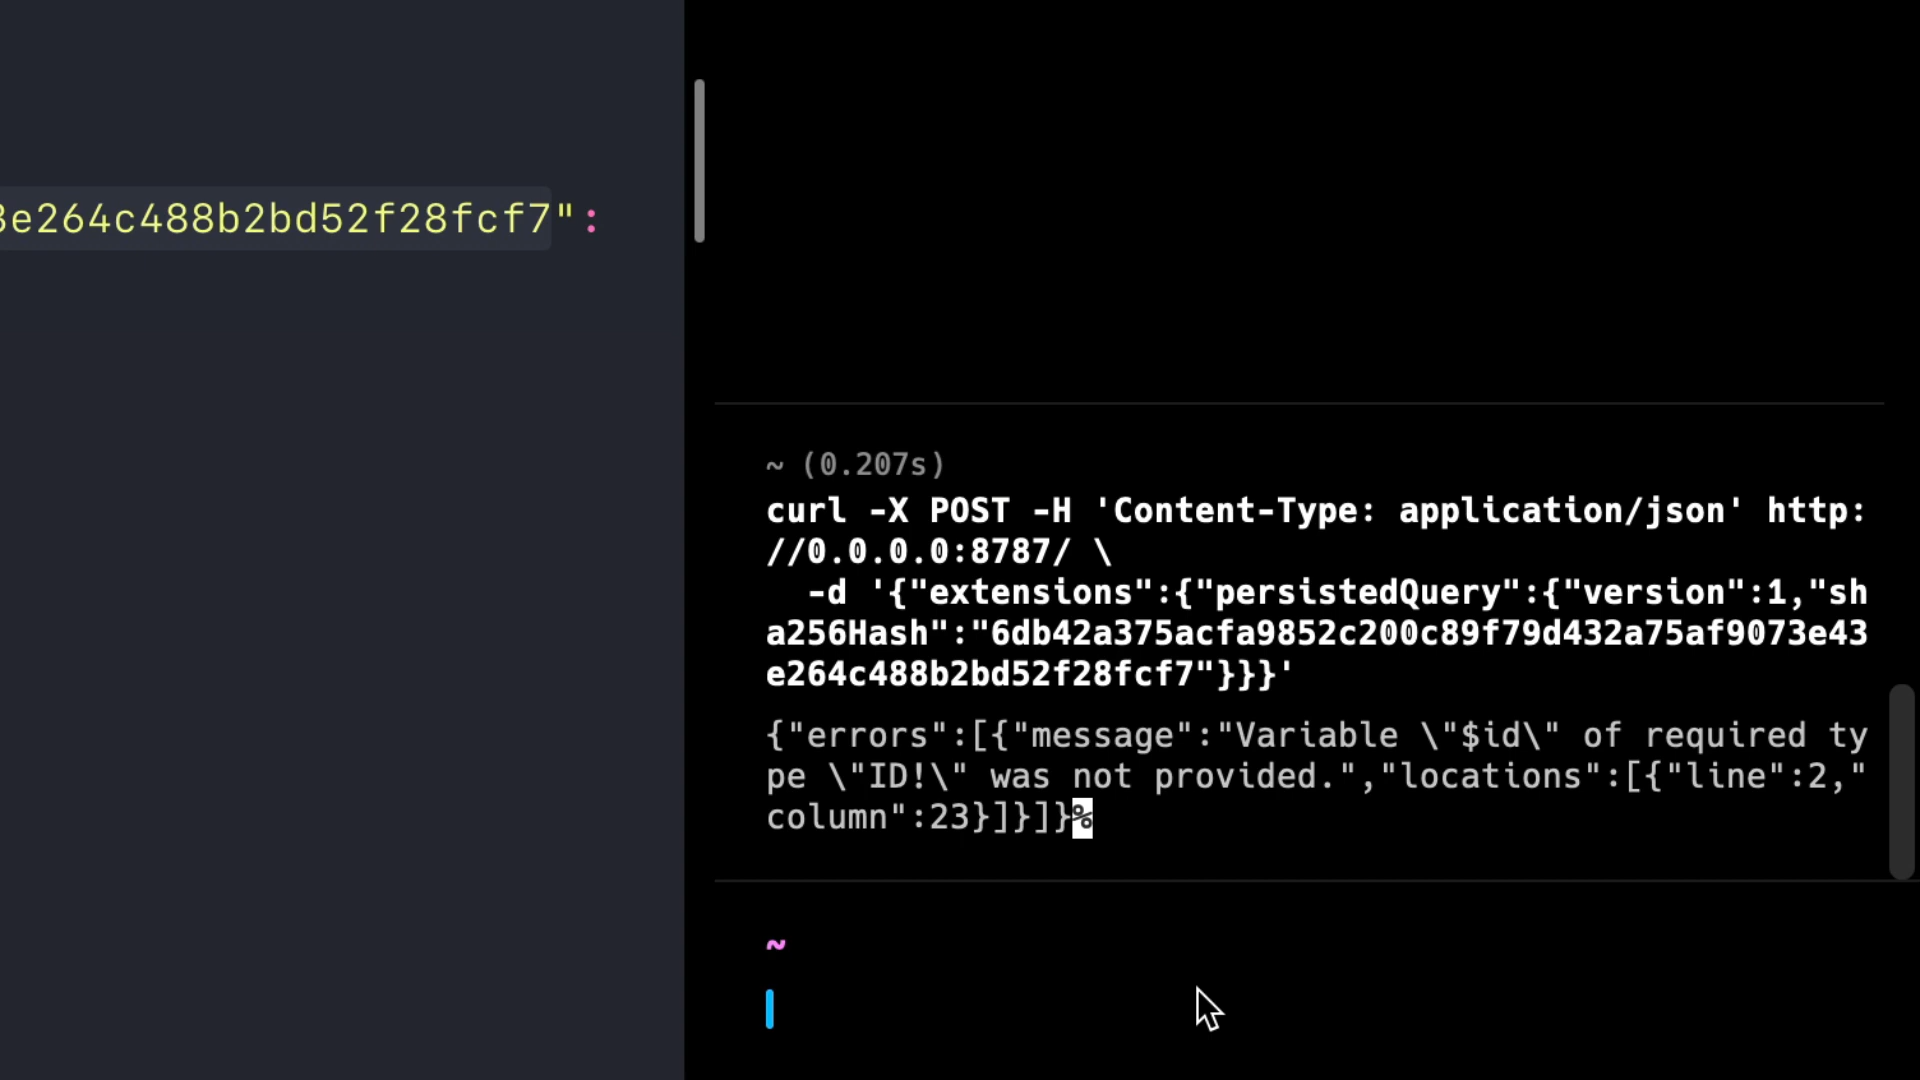 3e264c488b2bd52f28fcf7":
~ (0.207s)
curl -X POST -H 'Content-Type: application/json' http:
//0.0.0.0:8787/ \
  -d '{"extensions":{"persistedQuery":{"version":1,"sh
a256Hash":"6db42a375acfa9852c200c89f79d432a75af9073e43
e264c488b2bd52f28fcf7"}}}'
{"errors":[{"message":"Variable \"$id\" of required ty
pe \"ID!\" was not provided.","locations":[{"line":2,"
column":23}]}]}%
~